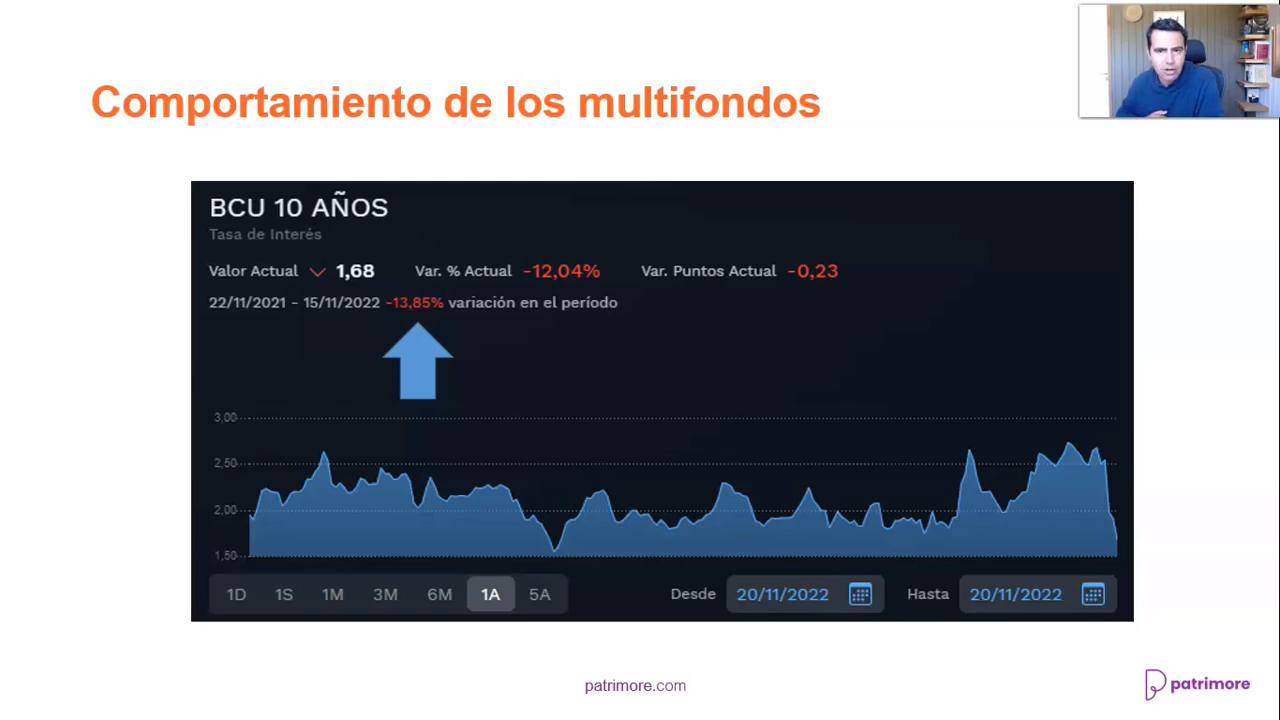 Comportamiento de los multifondos
BCU 10 AÑOS
Tasa de Interés
Valor Actual 1,68 Var. % Actual -12,04% Var. Puntos Actual -0,23
22/11/2021 - 15/11/2022 -13,85% variación en el período
3,00
2,50
2,00
1,50
1D 1S 1M 3M 6M 1A 5A Desde 20/11/2022 Hasta 20/11/2022
patrimore.com
patrimore